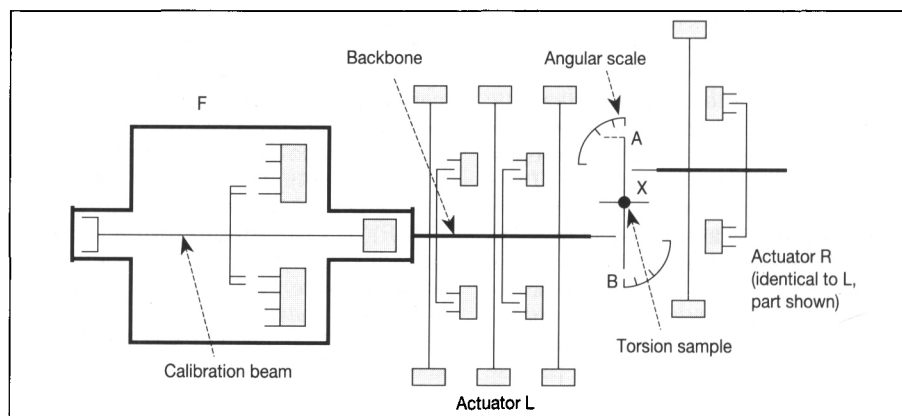 Backbone
Angular scale
F
A
X
B
Actuator R
(identical to L,
part shown)
Torsion sample
Calibration beam
Actuator L